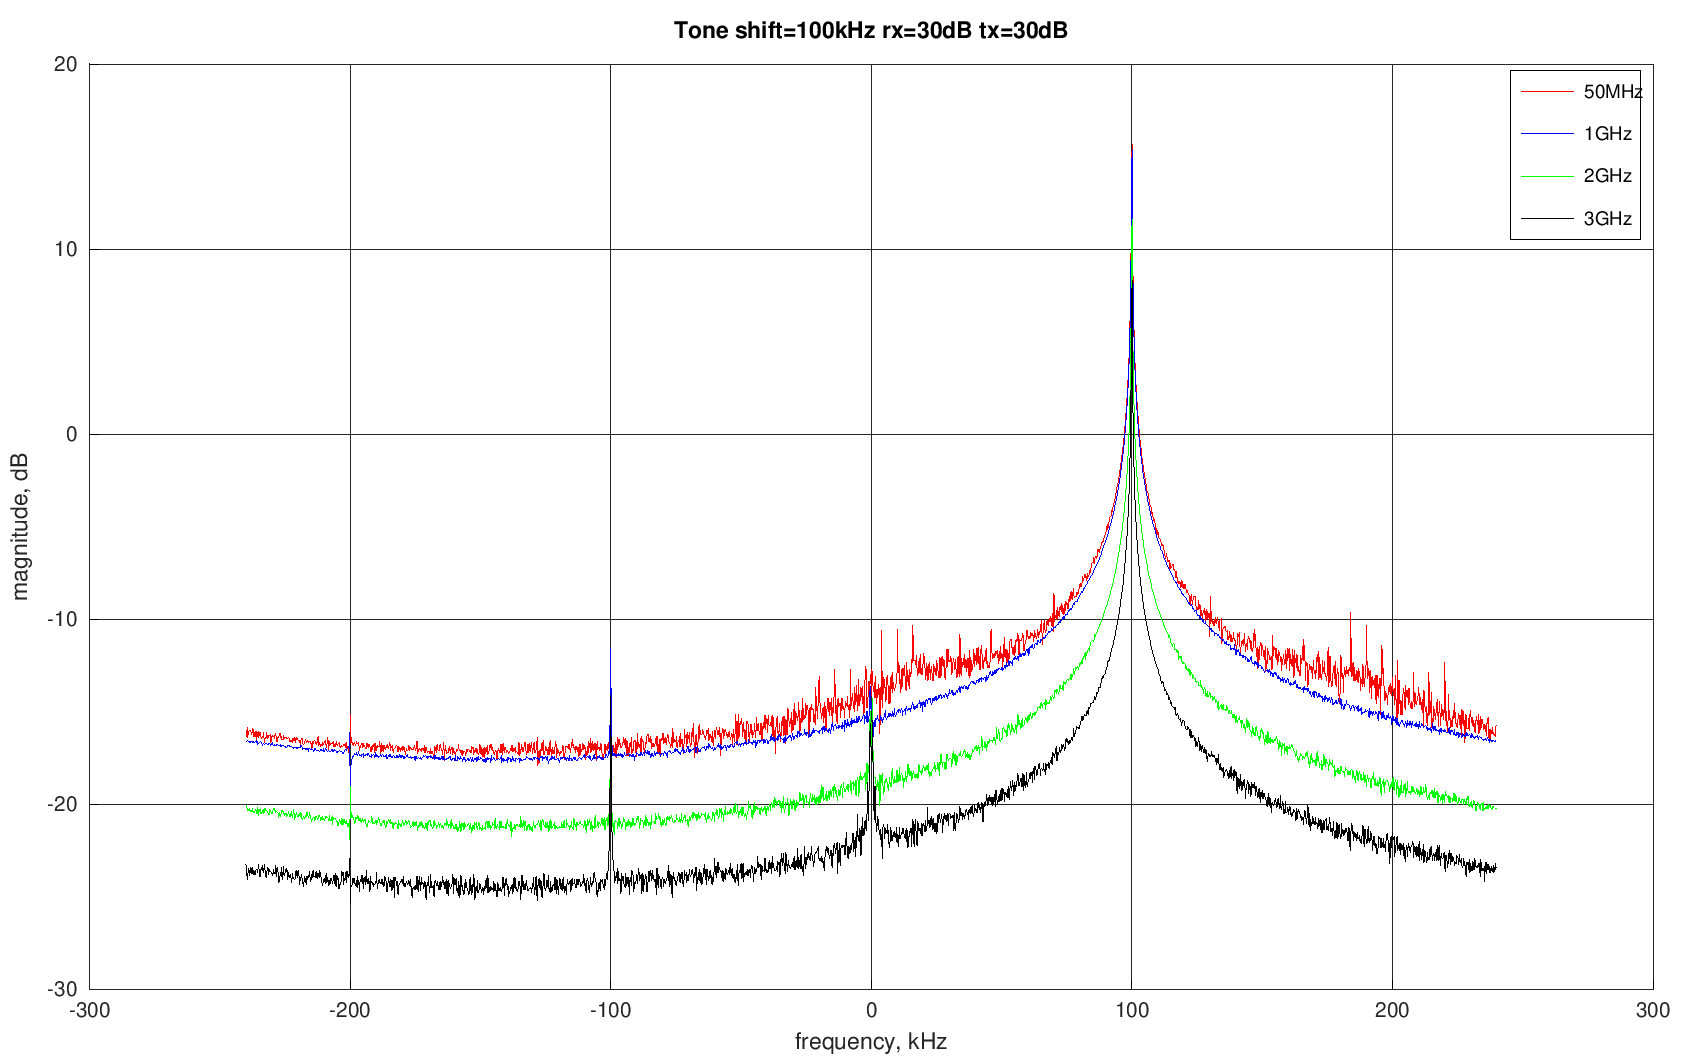 Tone shift=100kHz rx=30dB tx=30dB
20
10
0
-10
-20
-30
magnitude, dB
50MHz
1GHz
2GHz
3GHz
-300
-200
-100
0
100
200
300
frequency, kHz